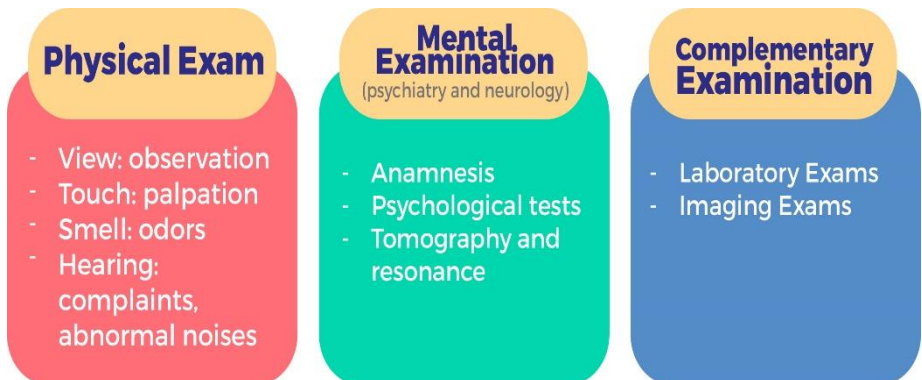 Physical Exam
- View: observation
- Touch: palpation
- Smell: odors
- Hearing:
complaints,
abnormal noises
Mental
Examination
(psychiatry and neurology)
- Anamnesis
- Psychological tests
- Tomography and
resonance
Complementary
Examination
- Laboratory Exams
- Imaging Exams